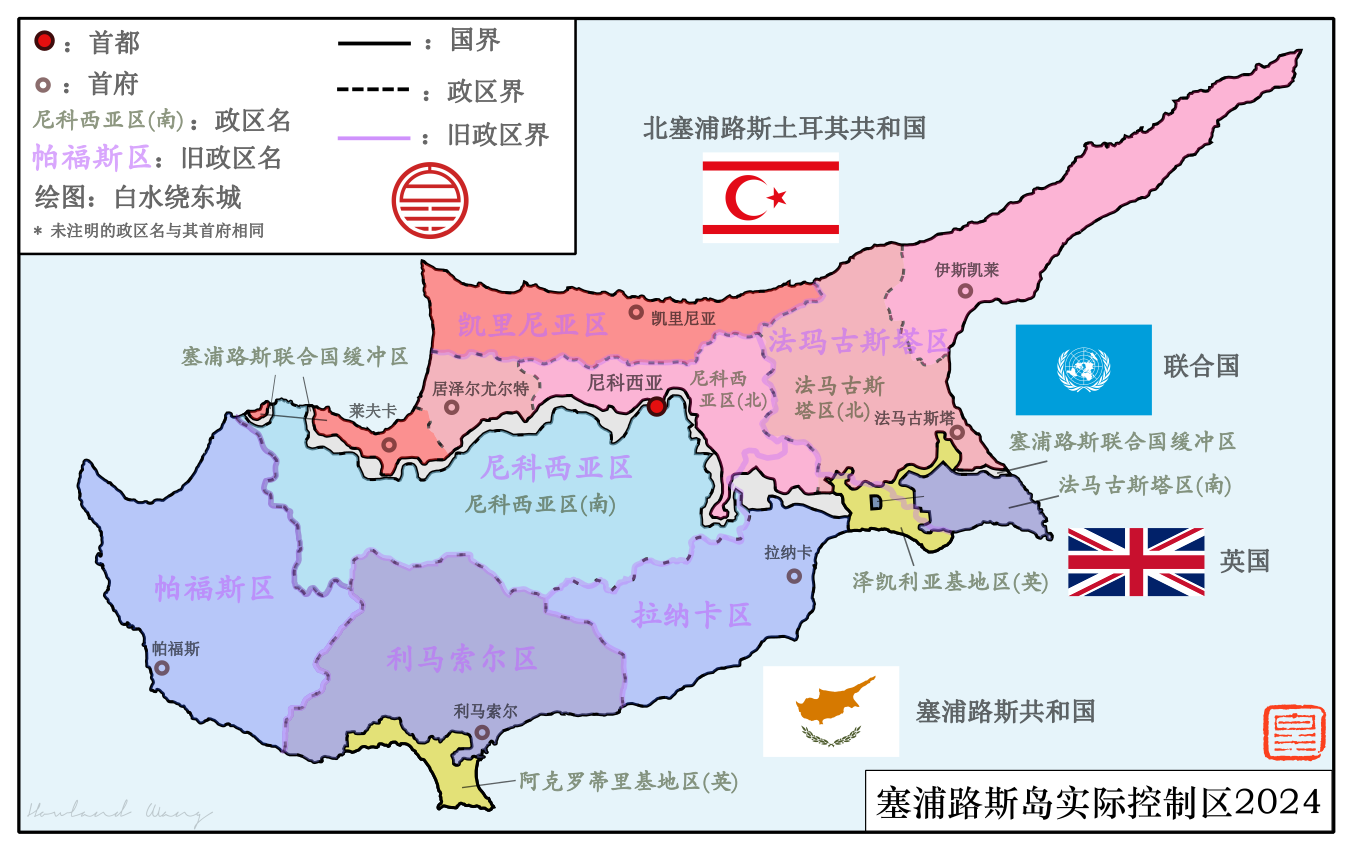 ：首都
：国界
：首府
：政区界
尼科西亚区(南)：政区名
：旧政区界
帕福斯区：旧政区名
绘图：白水绕东城
* 未注明的政区名与其首府相同
北塞浦路斯土耳其共和国
伊斯凯莱
凯里尼亚区
凯里尼亚
法玛古斯塔区
塞浦路斯联合国缓冲区
联合国
居泽尔尤尔特
尼科西亚
尼科西
亚区(北)
法马古斯
塔区(北)
莱夫卡
法马古斯塔
塞浦路斯联合国缓冲区
尼科西亚区
尼科西亚区(南)
法马古斯塔区(南)
拉纳卡
英国
泽凯利亚基地区(英)
帕福斯区
拉纳卡区
帕福斯
利马索尔区
利马索尔
塞浦路斯共和国
阿克罗蒂里基地区(英)
塞浦路斯岛实际控制区2024
Howland Wang